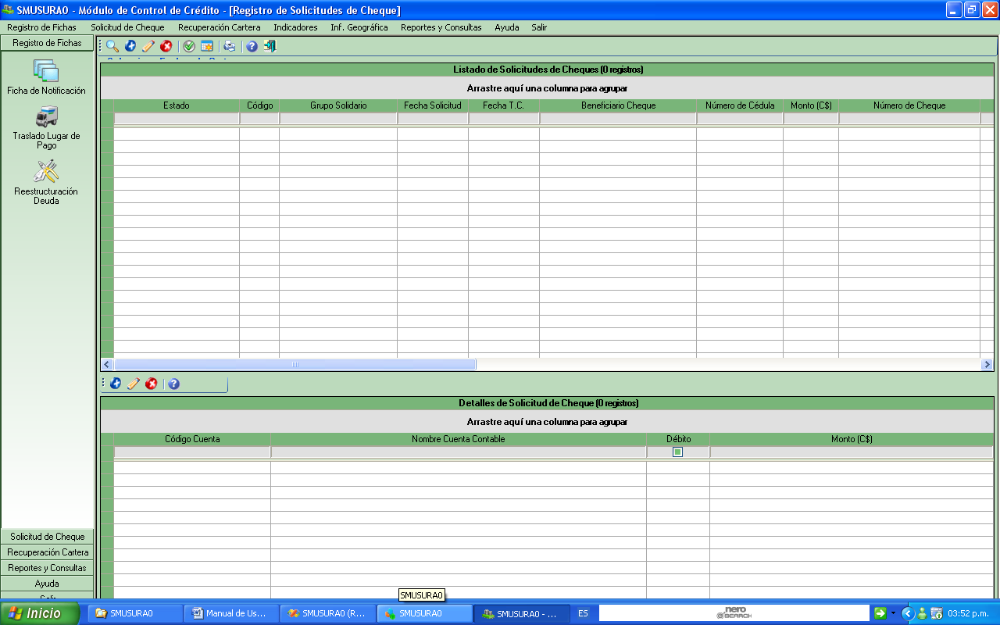 SMUSURA0 - Módulo de Control de Crédito - [Registro de Solicitudes de Cheque]
Registro de Fichas Solicitud de Cheque Recuperación Cartera Indicadores Inf. Geográfica Reportes y Consultas Ayuda Salir
Registro de Fichas
Ficha de Notificación
Traslado Lugar de
Pago
Reestructuración
Deuda
Solicitud de Cheque
Recuperación Cartera
Reportes y Consultas
Ayuda
Salir
Listado de Solicitudes de Cheques (0 registros)
Arrastre aquí una columna para agrupar
Estado Código Grupo Solidario Fecha Solicitud Fecha T.C. Beneficiario Cheque Número de Cédula Monto (C$) Número de Cheque
Detalles de Solicitud de Cheque (0 registros)
Arrastre aquí una columna para agrupar
Código Cuenta Nombre Cuenta Contable Débito Monto (C$)
SMUSURA0
Inicio SMUSURA0 Manual de Us... SMUSURA0 (R... SMUSURA0 SMUSURA0 - ... ES nero SEARCH 03:52 p.m.